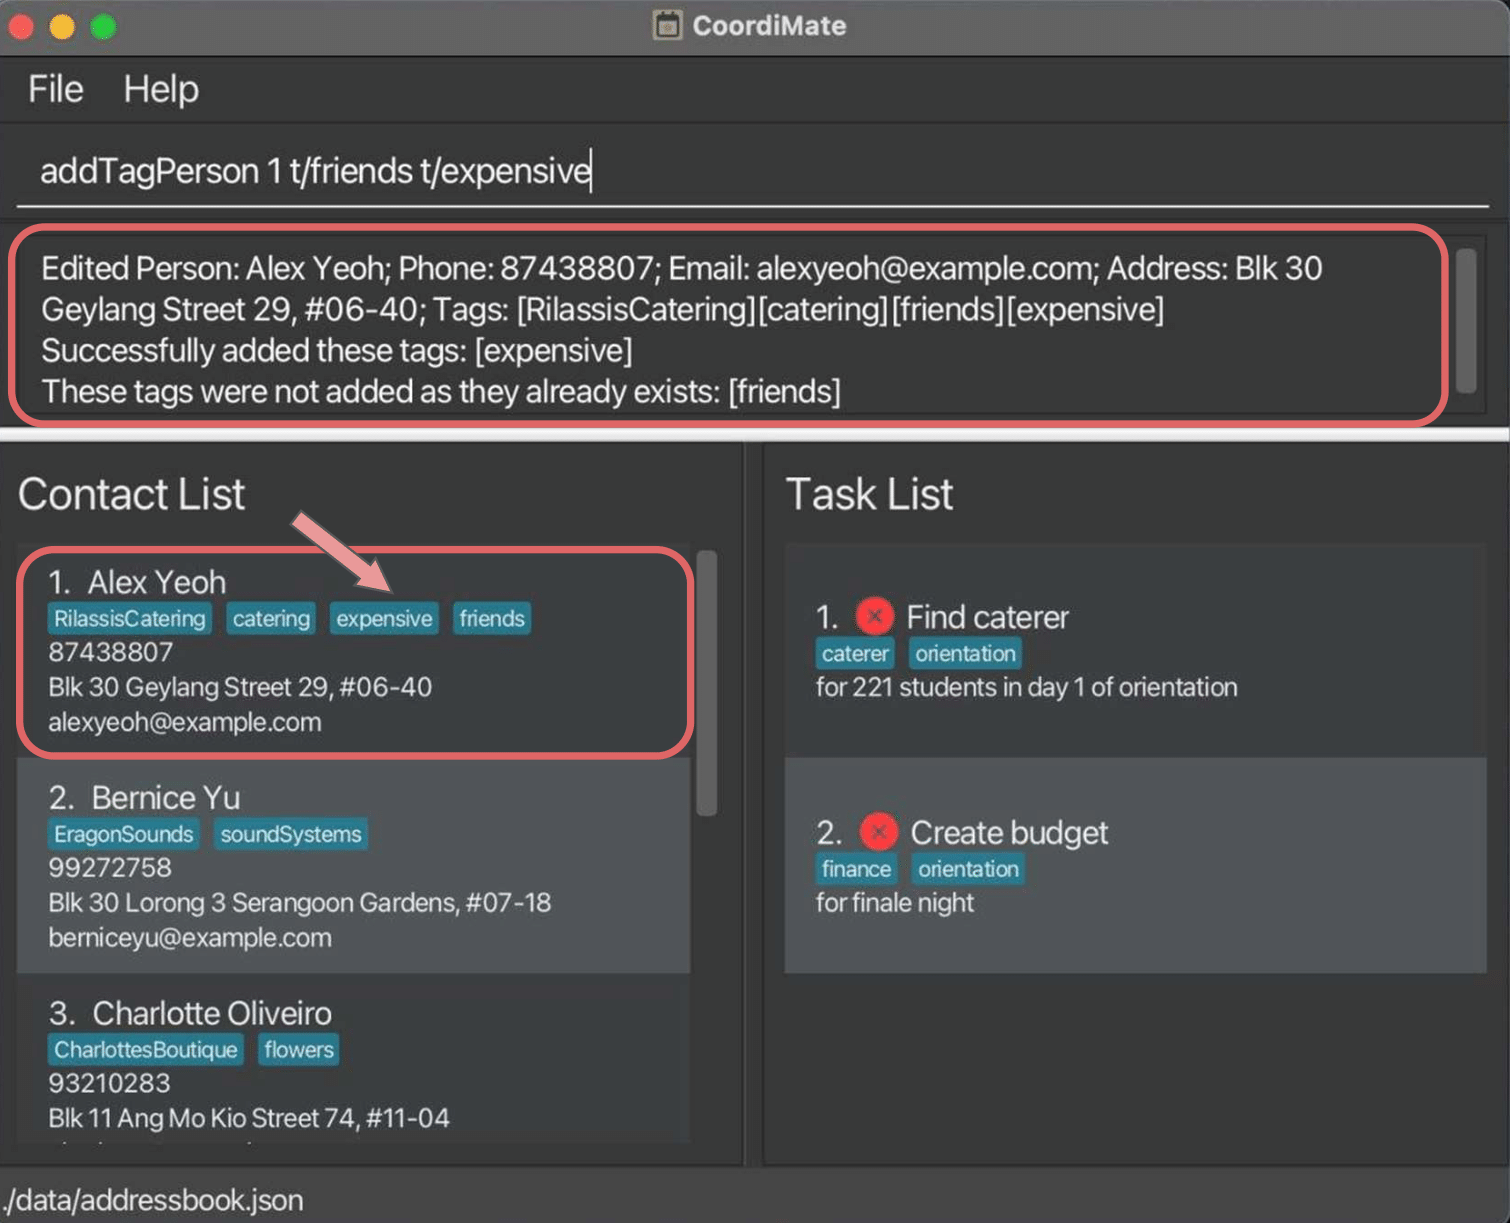 CoordiMate
File Help
addTagPerson 1 t/friends t/expensive
Edited Person: Alex Yeoh; Phone: 87438807; Email: alexyeoh@example.com; Address: Blk 30
Geylang Street 29, #06-40; Tags: [RilassisCatering][catering][friends][expensive]
Successfully added these tags: [expensive]
These tags were not added as they already exists: [friends]
Contact List
1. Alex Yeoh
RilassisCatering catering expensive friends
87438807
Blk 30 Geylang Street 29, #06-40
alexyeoh@example.com
2. Bernice Yu
EragonSounds soundSystems
99272758
Blk 30 Lorong 3 Serangoon Gardens, #07-18
berniceyu@example.com
3. Charlotte Oliveiro
CharlottesBoutique flowers
93210283
Blk 11 Ang Mo Kio Street 74, #11-04
Task List
1. Find caterer
caterer orientation
for 221 students in day 1 of orientation
2. Create budget
finance orientation
for finale night
./data/addressbook.json